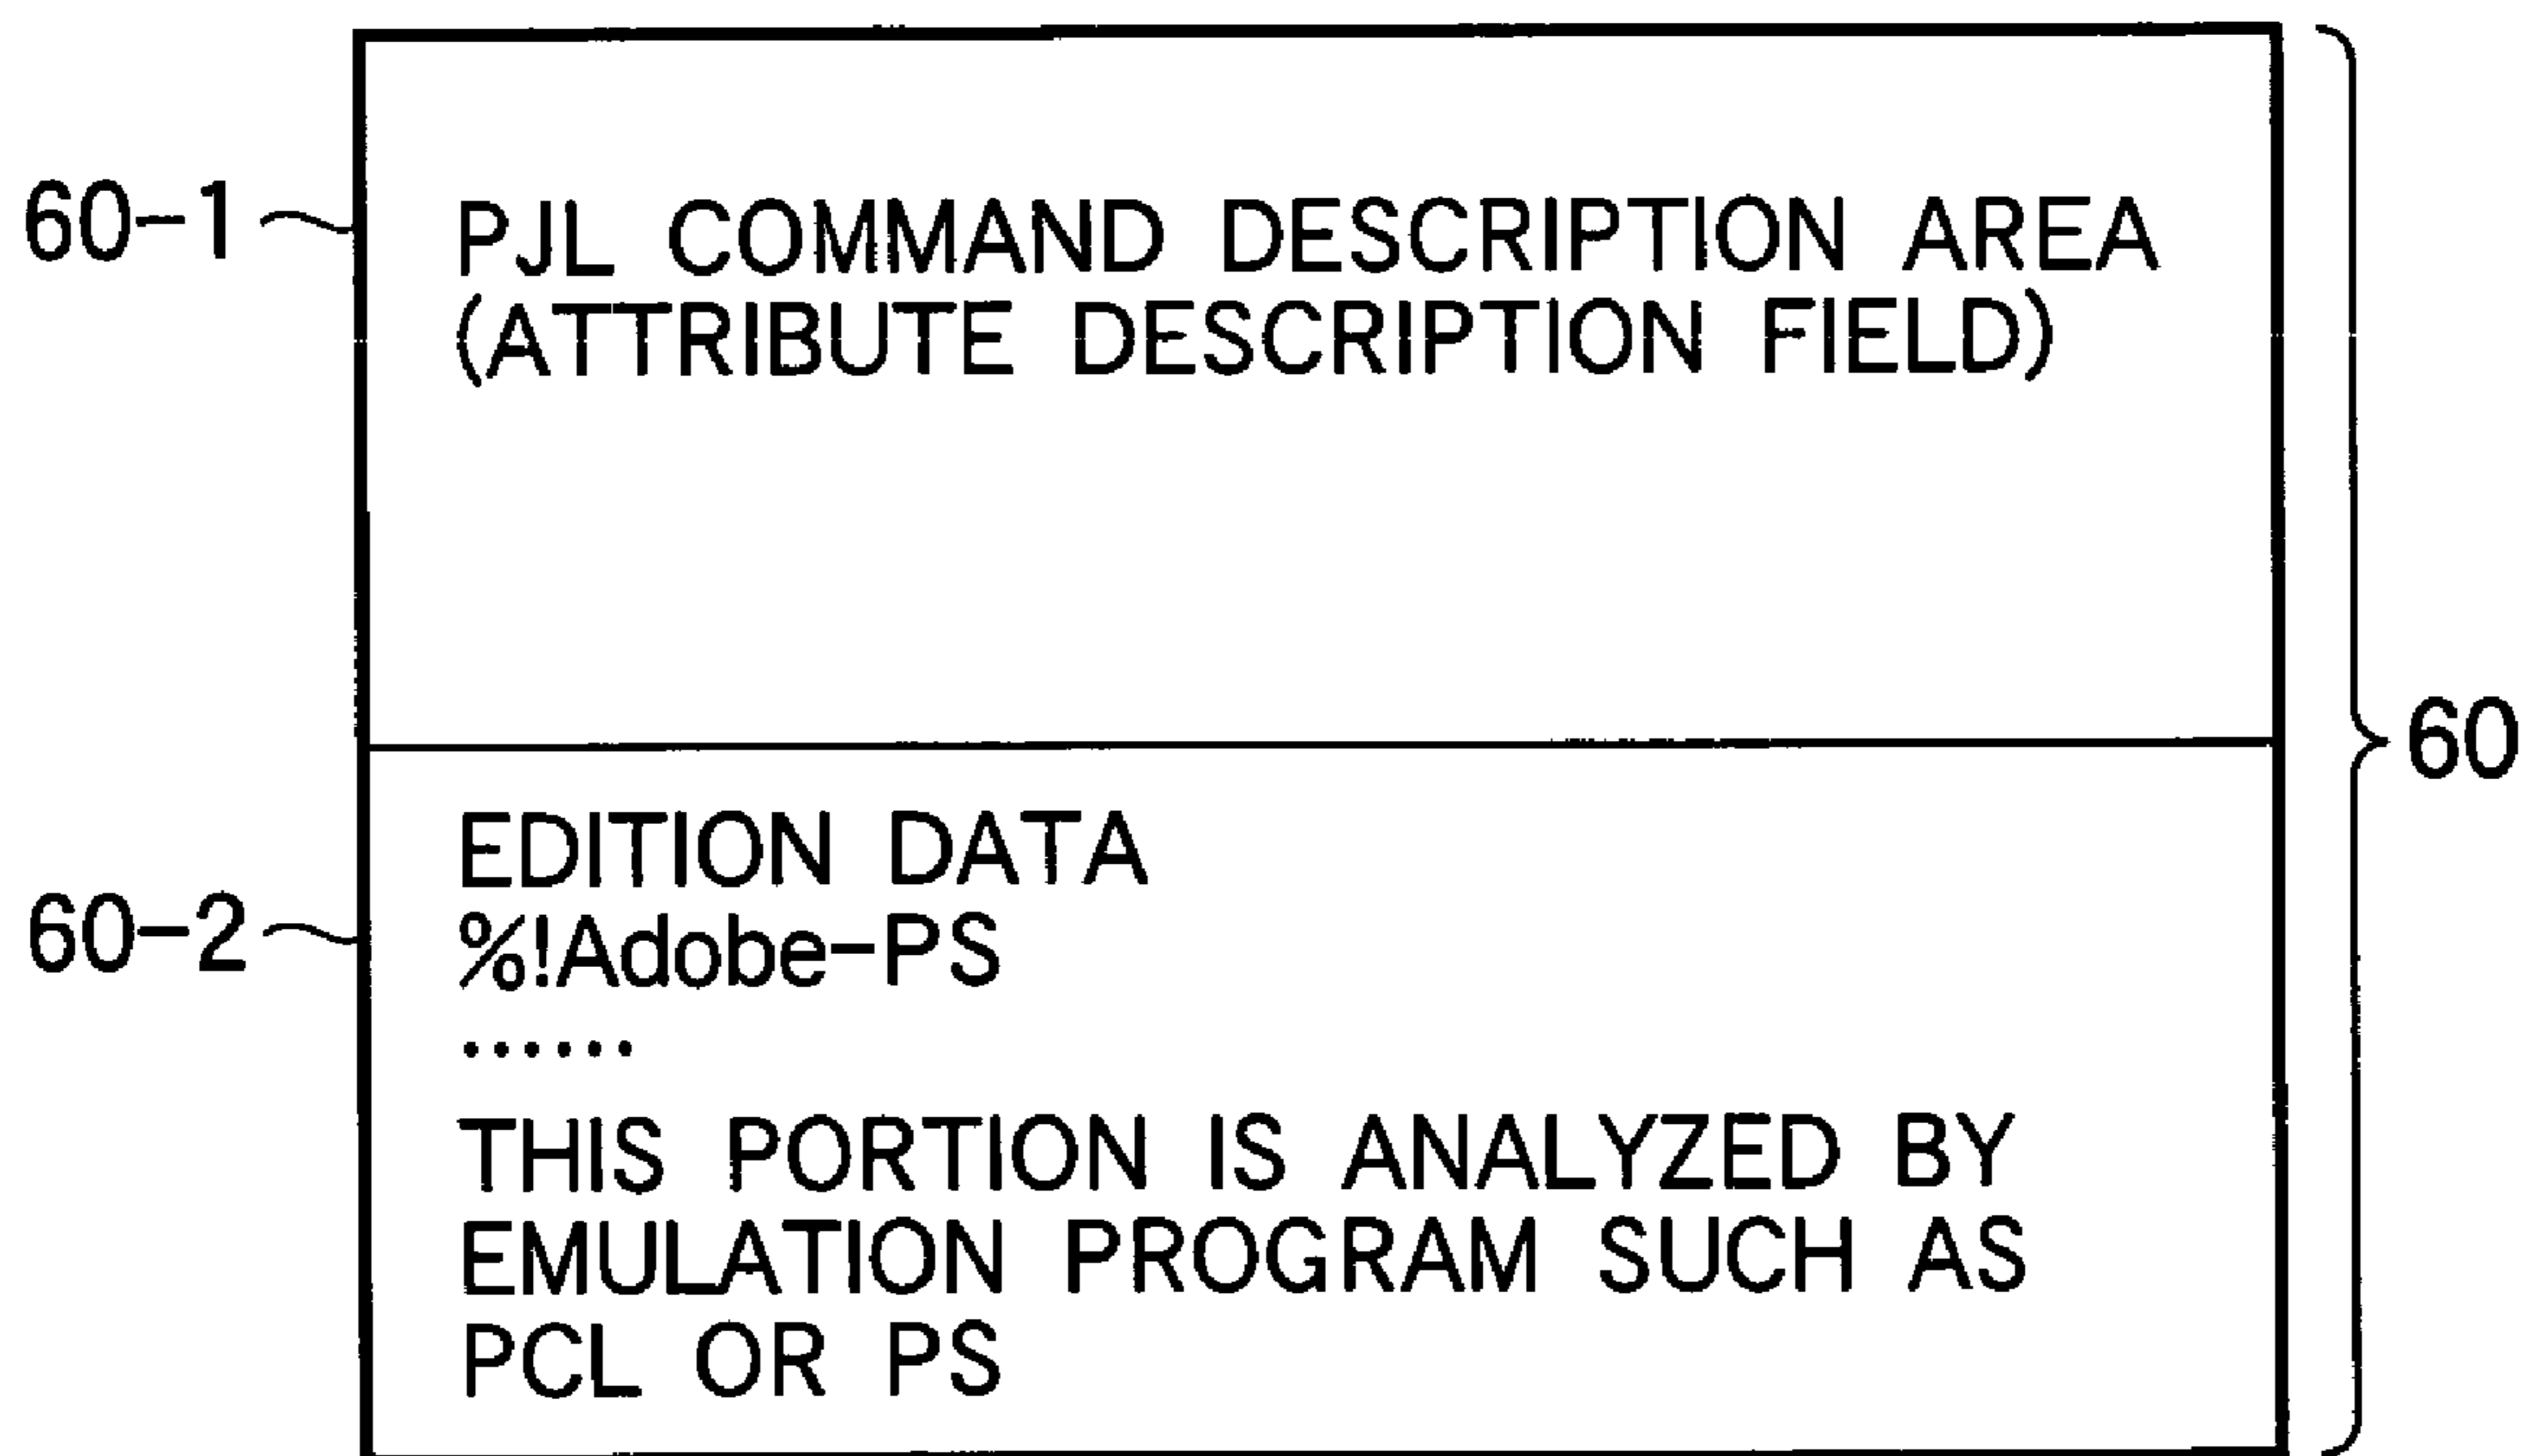 60-1
PJL COMMAND DESCRIPTION AREA
(ATTRIBUTE DESCRIPTION FIELD)
60
EDITION DATA
60-2
%!Adobe-PS
......
THIS PORTION IS ANALYZED BY
EMULATION PROGRAM SUCH AS
PCL OR PS